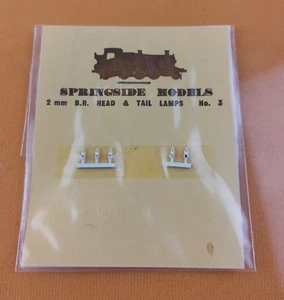 SPRINGSIDE MODELS
2 mm B.R. HEAD & TAIL LAMPS No. 3